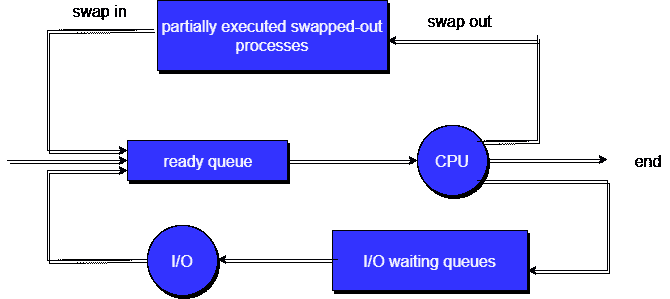 swap in
partially executed swapped-out
processes
swap out
ready queue
CPU
end
I/O
I/O waiting queues